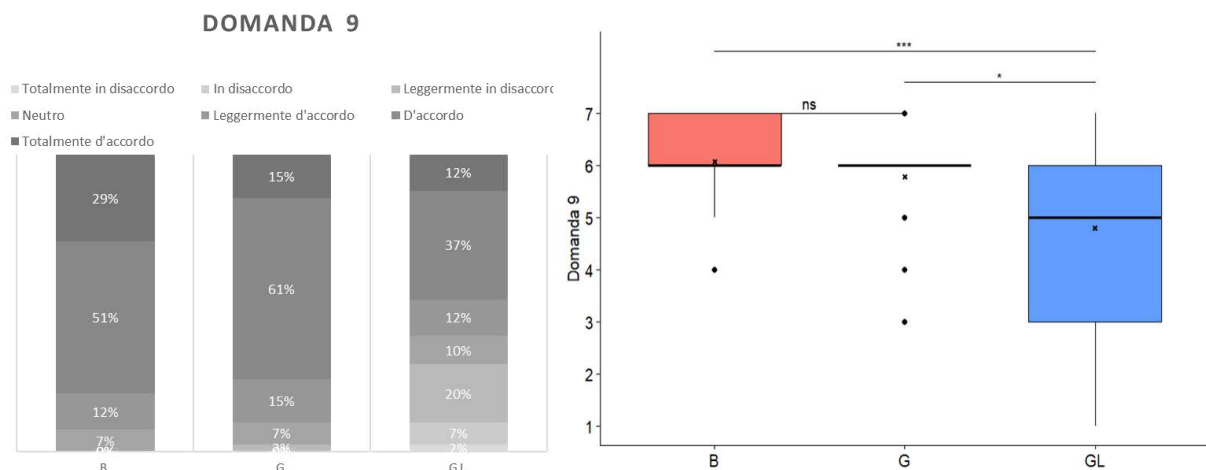 DOMANDA 9
Totalmente in disaccordo In disaccordo Leggermente in disaccor
Neutro Leggermente d'accordo D'accordo
Totalmente d'accordo
29% 15% 12%
51% 61% 37%
12% 15% 12%
7% 7% 10%
20%
7%
2%
B G GL
Domanda 9
7
6
5
4
3
2
1
*** 
*
ns
B G GL